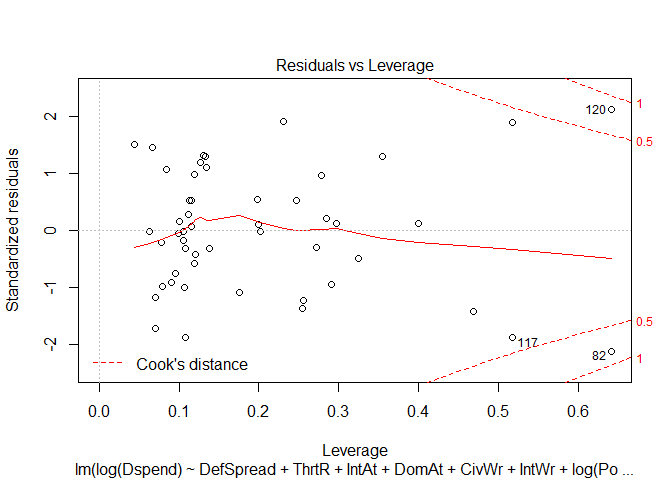 Residuals vs Leverage
Standardized residuals
2
1
0
-1
-2
120
117
82
1
0.5
0.5
1
Cook's distance
0.0 0.1 0.2 0.3 0.4 0.5 0.6
Leverage
lm(log(Dspend) ~ DefSpread + ThrtR + IntAt + DomAt + CivWr + IntWr + log(Po ...